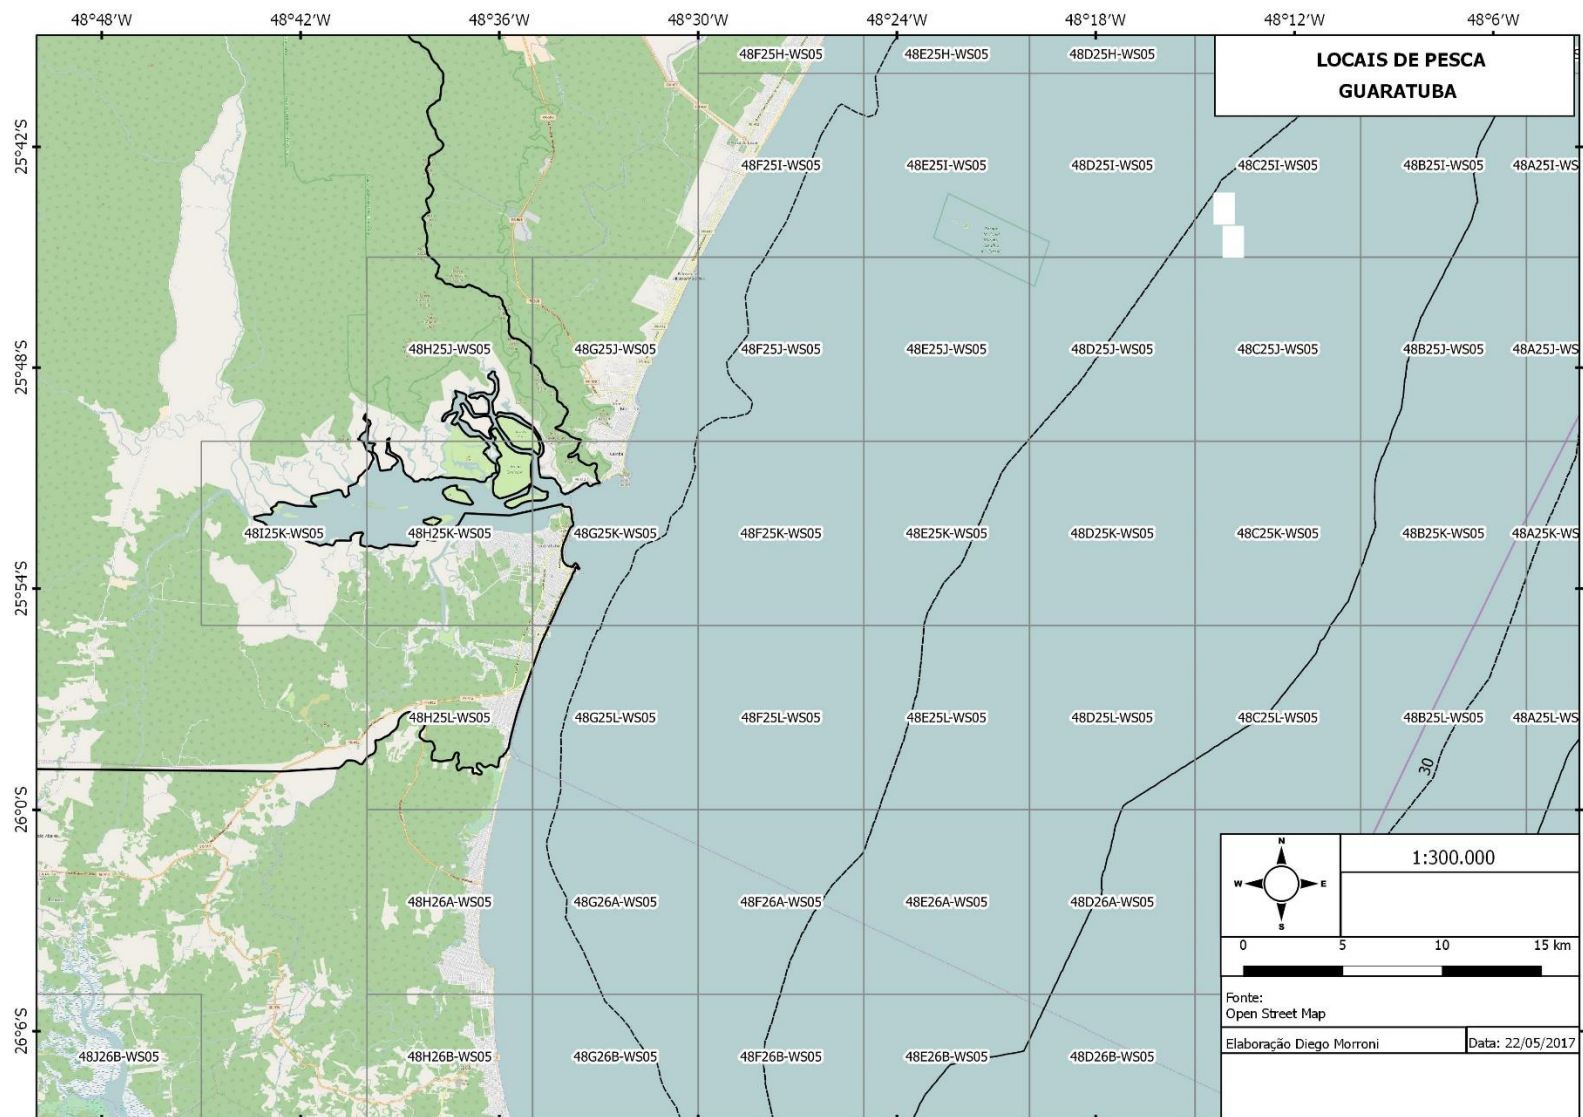 48°48'W 48°42'W 48°36'W 48°30'W 48°24'W 48°18'W 48°12'W 48°6'W
LOCAIS DE PESCA
GUARATUBA
48F25H-WS05 48E25H-WS05 48D25H-WS05
25°42'S
48F25I-WS05 48E25I-WS05 48D25I-WS05 48C25I-WS05 48B25I-WS05 48A25I-WS
25°48'S
48H25J-WS05 48G25J-WS05 48F25J-WS05 48E25J-WS05 48D25J-WS05 48C25J-WS05 48B25J-WS05 48A25J-WS
48I25K-WS05 48H25K-WS05 48G25K-WS05 48F25K-WS05 48E25K-WS05 48D25K-WS05 48C25K-WS05 48B25K-WS05 48A25K-WS
25°54'S
48H25L-WS05 48G25L-WS05 48F25L-WS05 48E25L-WS05 48D25L-WS05 48C25L-WS05 48B25L-WS05 48A25L-WS
30
26°0'S
48H26A-WS05 48G26A-WS05 48F26A-WS05 48E26A-WS05 48D26A-WS05
26°6'S
48J26B-WS05 48H26B-WS05 48G26B-WS05 48F26B-WS05 48E26B-WS05 48D26B-WS05
1:300.000
N
W E
S
0 5 10 15 km
Fonte:
Open Street Map
Elaboração Diego Morroni Data: 22/05/2017